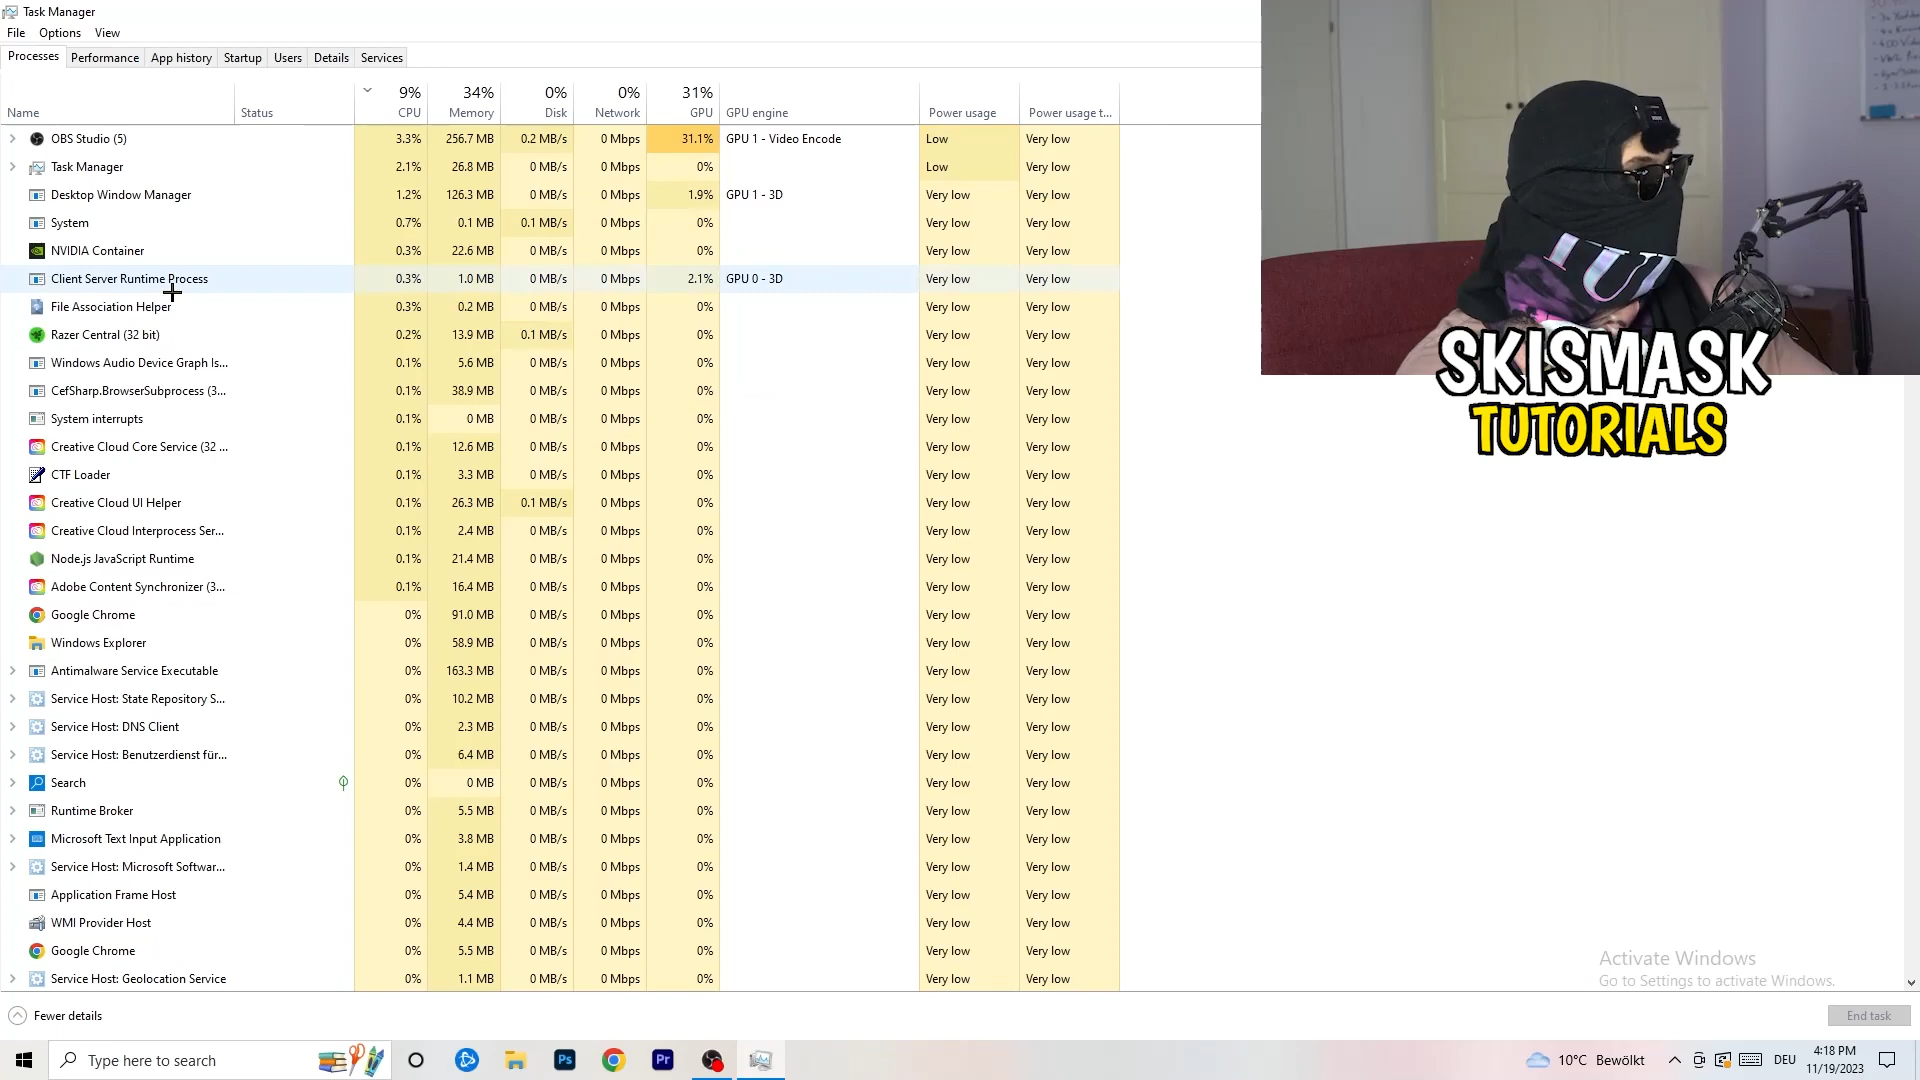 Task Manager
File Options View
Processes Performance App history Startup Users Details Services
9% 34% 0% 0% 31%
Name Status CPU Memory Disk Network GPU GPU engine Power usage Power usage t...
OBS Studio (5) 3.3% 256.7 MB 0.2 MB/s 0 Mbps 31.1% GPU 1 - Video Encode Low Very low
Task Manager 2.1% 26.8 MB 0 MB/s 0 Mbps 0% Low Very low
Desktop Window Manager 1.2% 126.3 MB 0 MB/s 0 Mbps 1.9% GPU 1 - 3D Very low Very low
System 0.7% 0.1 MB 0.1 MB/s 0 Mbps 0% Very low Very low
NVIDIA Container 0.3% 22.6 MB 0 MB/s 0 Mbps 0% Very low Very low
Client Server Runtime Process 0.3% 1.0 MB 0 MB/s 0 Mbps 2.1% GPU 0 - 3D Very low Very low
File Association Helper 0.3% 0.2 MB 0 MB/s 0 Mbps 0% Very low Very low
Razer Central (32 bit) 0.2% 13.9 MB 0.1 MB/s 0 Mbps 0% Very low Very low
Windows Audio Device Graph Is... 0.1% 5.6 MB 0 MB/s 0 Mbps 0% Very low Very low
CefSharp.BrowserSubprocess (3... 0.1% 38.9 MB 0 MB/s 0 Mbps 0% Very low Very low
System interrupts 0.1% 0 MB 0 MB/s 0 Mbps 0% Very low Very low
Creative Cloud Core Service (32 ... 0.1% 12.6 MB 0 MB/s 0 Mbps 0% Very low Very low
CTF Loader 0.1% 3.3 MB 0 MB/s 0 Mbps 0% Very low Very low
Creative Cloud UI Helper 0.1% 26.3 MB 0.1 MB/s 0 Mbps 0% Very low Very low
Creative Cloud Interprocess Ser... 0.1% 2.4 MB 0 MB/s 0 Mbps 0% Very low Very low
Node.js JavaScript Runtime 0.1% 21.4 MB 0 MB/s 0 Mbps 0% Very low Very low
Adobe Content Synchronizer (3... 0.1% 16.4 MB 0 MB/s 0 Mbps 0% Very low Very low
Google Chrome 0% 91.0 MB 0 MB/s 0 Mbps 0% Very low Very low
Windows Explorer 0% 58.9 MB 0 MB/s 0 Mbps 0% Very low Very low
Antimalware Service Executable 0% 163.3 MB 0 MB/s 0 Mbps 0% Very low Very low
Service Host: State Repository S... 0% 10.2 MB 0 MB/s 0 Mbps 0% Very low Very low
Service Host: DNS Client 0% 2.3 MB 0 MB/s 0 Mbps 0% Very low Very low
Service Host: Benutzerdienst für... 0% 6.4 MB 0 MB/s 0 Mbps 0% Very low Very low
Search 0% 0 MB 0 MB/s 0 Mbps 0% Very low Very low
Runtime Broker 0% 5.5 MB 0 MB/s 0 Mbps 0% Very low Very low
Microsoft Text Input Application 0% 3.8 MB 0 MB/s 0 Mbps 0% Very low Very low
Service Host: Microsoft Softwar... 0% 1.4 MB 0 MB/s 0 Mbps 0% Very low Very low
Application Frame Host 0% 5.4 MB 0 MB/s 0 Mbps 0% Very low Very low
WMI Provider Host 0% 4.4 MB 0 MB/s 0 Mbps 0% Very low Very low
Google Chrome 0% 5.5 MB 0 MB/s 0 Mbps 0% Very low Very low
Service Host: Geolocation Service 0% 1.1 MB 0 MB/s 0 Mbps 0% Very low Very low
SKISMASK
TUTORIALS
Activate Windows
Go to Settings to activate Windows.
Fewer details End task
Type here to search Ps Pr 10°C Bewölkt DEU 4:18 PM
11/19/2023